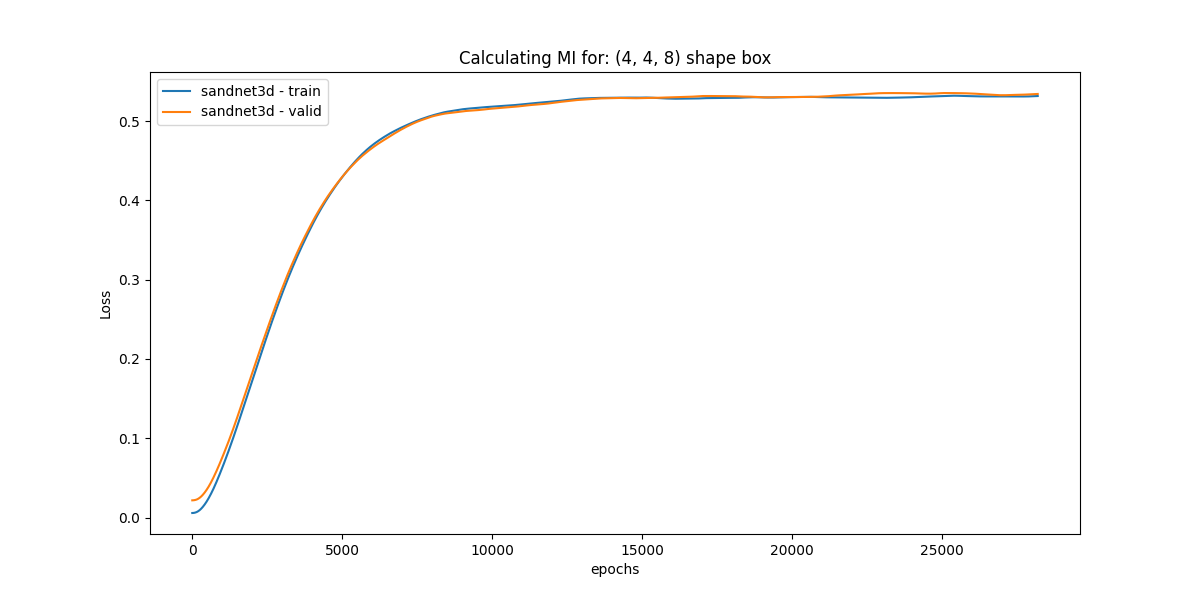 Calculating MI for: (4, 4, 8) shape box
sandnet3d - train
sandnet3d - valid
Loss
0.5
0.4
0.3
0.2
0.1
0.0
0 5000 10000 15000 20000 25000
epochs